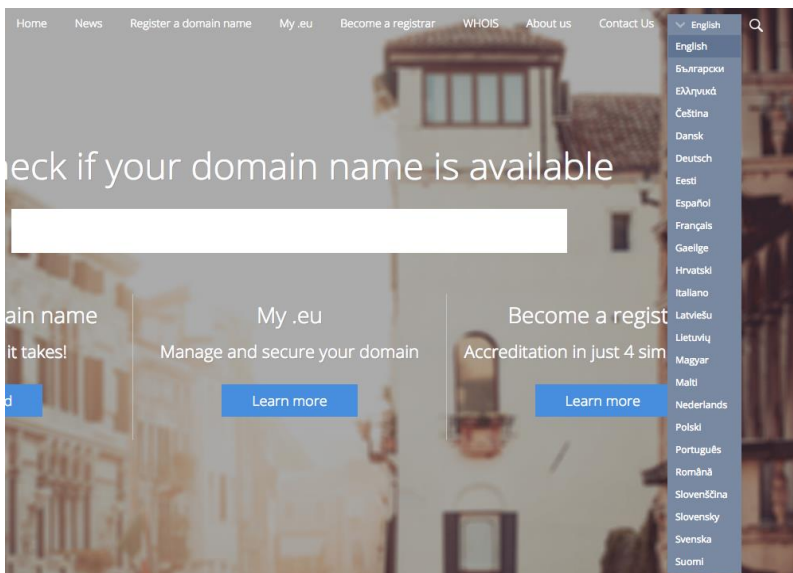 Home News Register a domain name My .eu Become a registrar WHOIS About us Contact Us English
English
Български
Ελληνικά
Čeština
Dansk
Deutsch
Eesti
Español
Français
Gaeilge
Hrvatski
Italiano
Latviešu
Lietuvių
Magyar
Malti
Nederlands
Polski
Português
Română
Slovenščina
Slovensky
Svenska
Suomi
heck if your domain name is available
ain name
it takes!
d
My .eu
Manage and secure your domain
Learn more
Become a regist
Accreditation in just 4 sim
Learn more